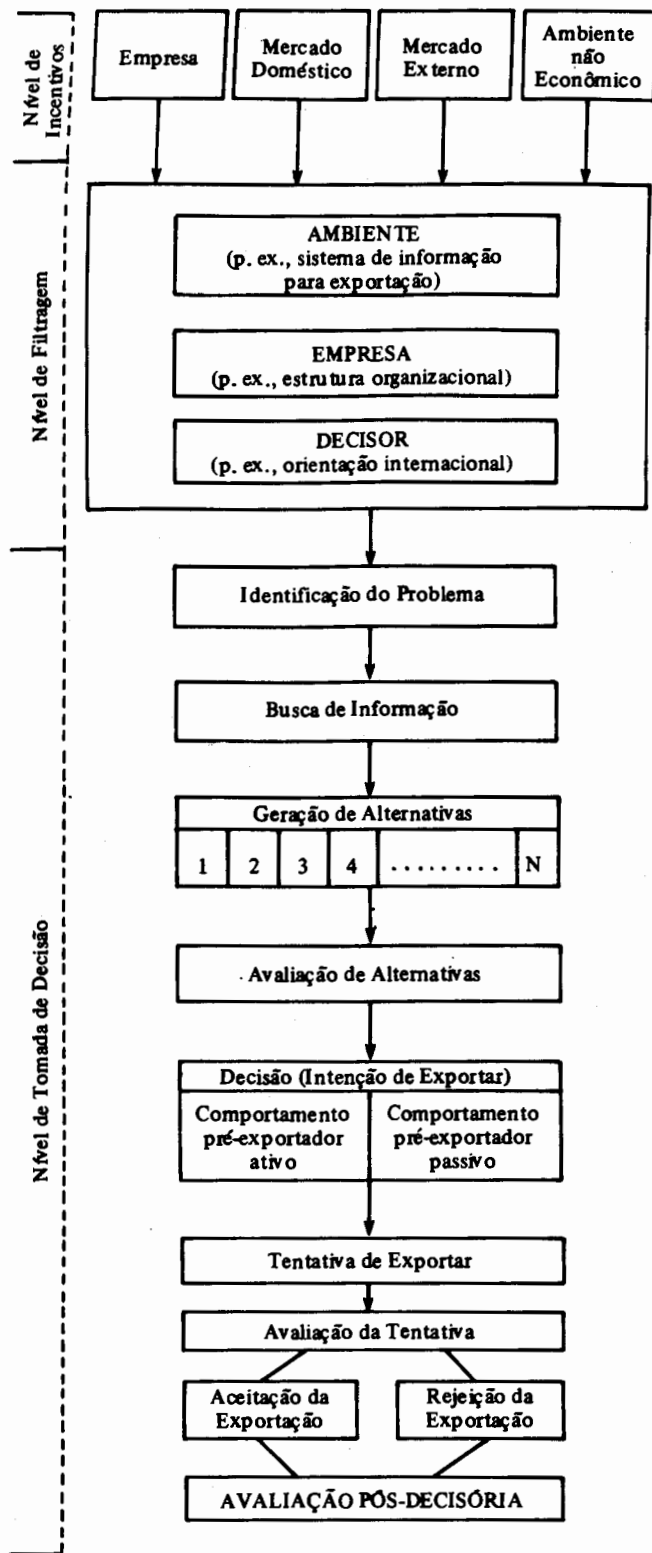 Nível de
Incentivos
Empresa
Mercado
Doméstico
Mercado
Externo
Ambiente
não
Econômico
Nível de Filtragem
AMBIENTE
(p. ex., sistema de informação
para exportação)
EMPRESA
(p. ex., estrutura organizacional)
DECISOR
(p. ex., orientação internacional)
Nível de Tomada de Decisão
Identificação do Problema
Busca de Informação
Geração de Alternativas
1 2 3 4 ......... N
Avaliação de Alternativas
Decisão (Intenção de Exportar)
Comportamento
pré-exportador
ativo
Comportamento
pré-exportador
passivo
Tentativa de Exportar
Avaliação da Tentativa
Aceitação da
Exportação
Rejeição da
Exportação
AVALIAÇÃO PÓS-DECISÓRIA